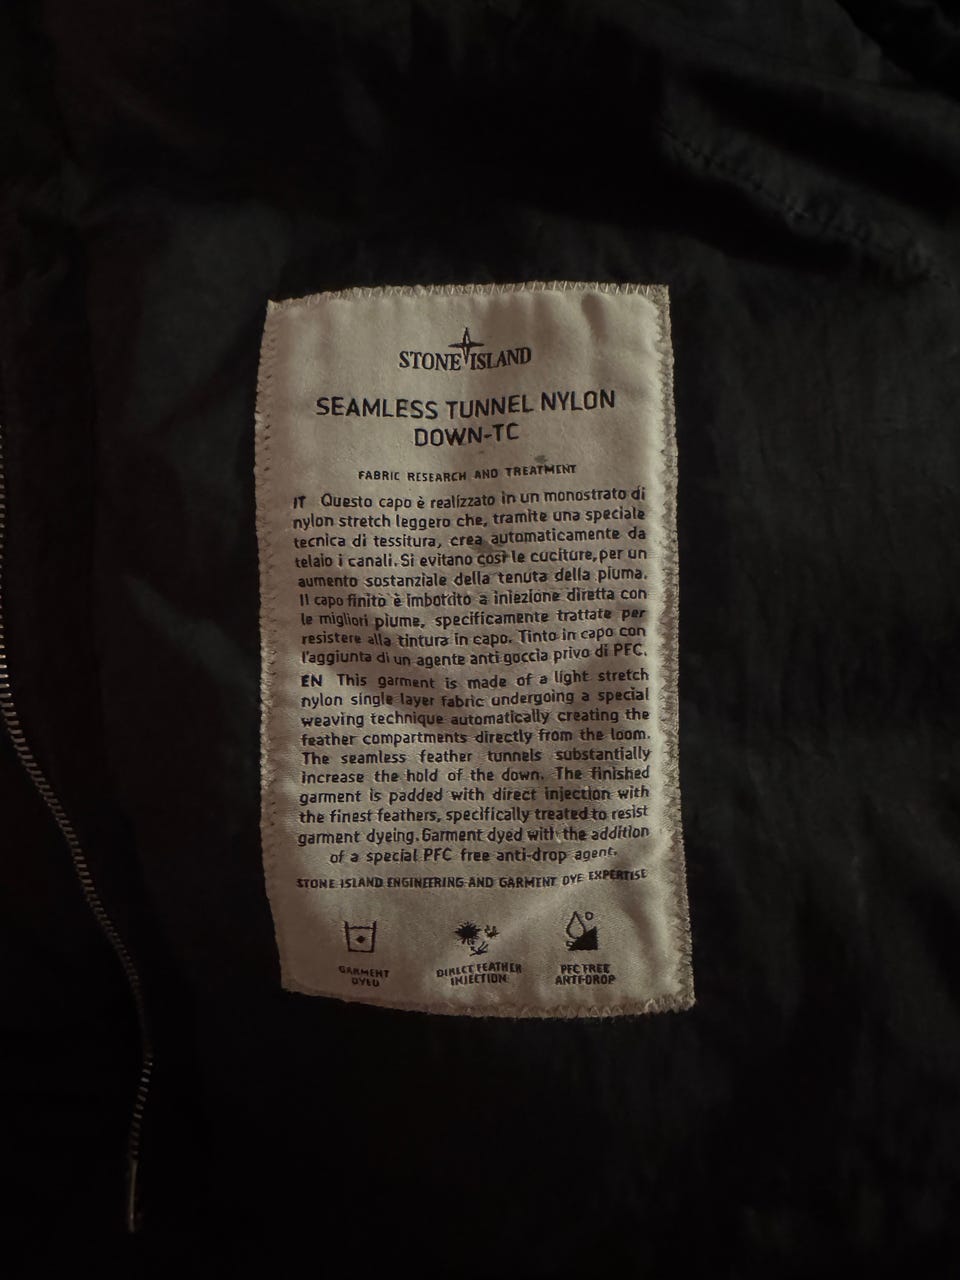 STONE ISLAND
SEAMLESS TUNNEL NYLON
DOWN-TC
FABRIC RESEARCH AND TREATMENT
IT Questo capo è realizzato in un monostrato di
nylon stretch leggero che, tramite una speciale
tecnica di tessitura, crea automaticamente da
telaio i canali. Si evitano così le cuciture, per un
aumento sostanziale della tenuta della piuma.
Il capo finito è imbottito a iniezione diretta con
le migliori piume, specificamente trattate per
resistere alla tintura in capo. Tinto in capo con
l'aggiunta di un agente anti goccia privo di PFC.
EN This garment is made of a light stretch
nylon single layer fabric undergoing a special
weaving technique automatically creating the
feather compartments directly from the loom.
The seamless feather tunnels substantially
increase the hold of the down. The finished
garment is padded with direct injection with
the finest feathers, specifically treated to resist
garment dyeing. Garment dyed with the addition
of a special PFC free anti-drop agent.
STONE ISLAND ENGINEERING AND GARMENT DYE EXPERTISE
GARMENT DYED
DIRECT FEATHER INJECTION
PFC FREE ANTI-DROP